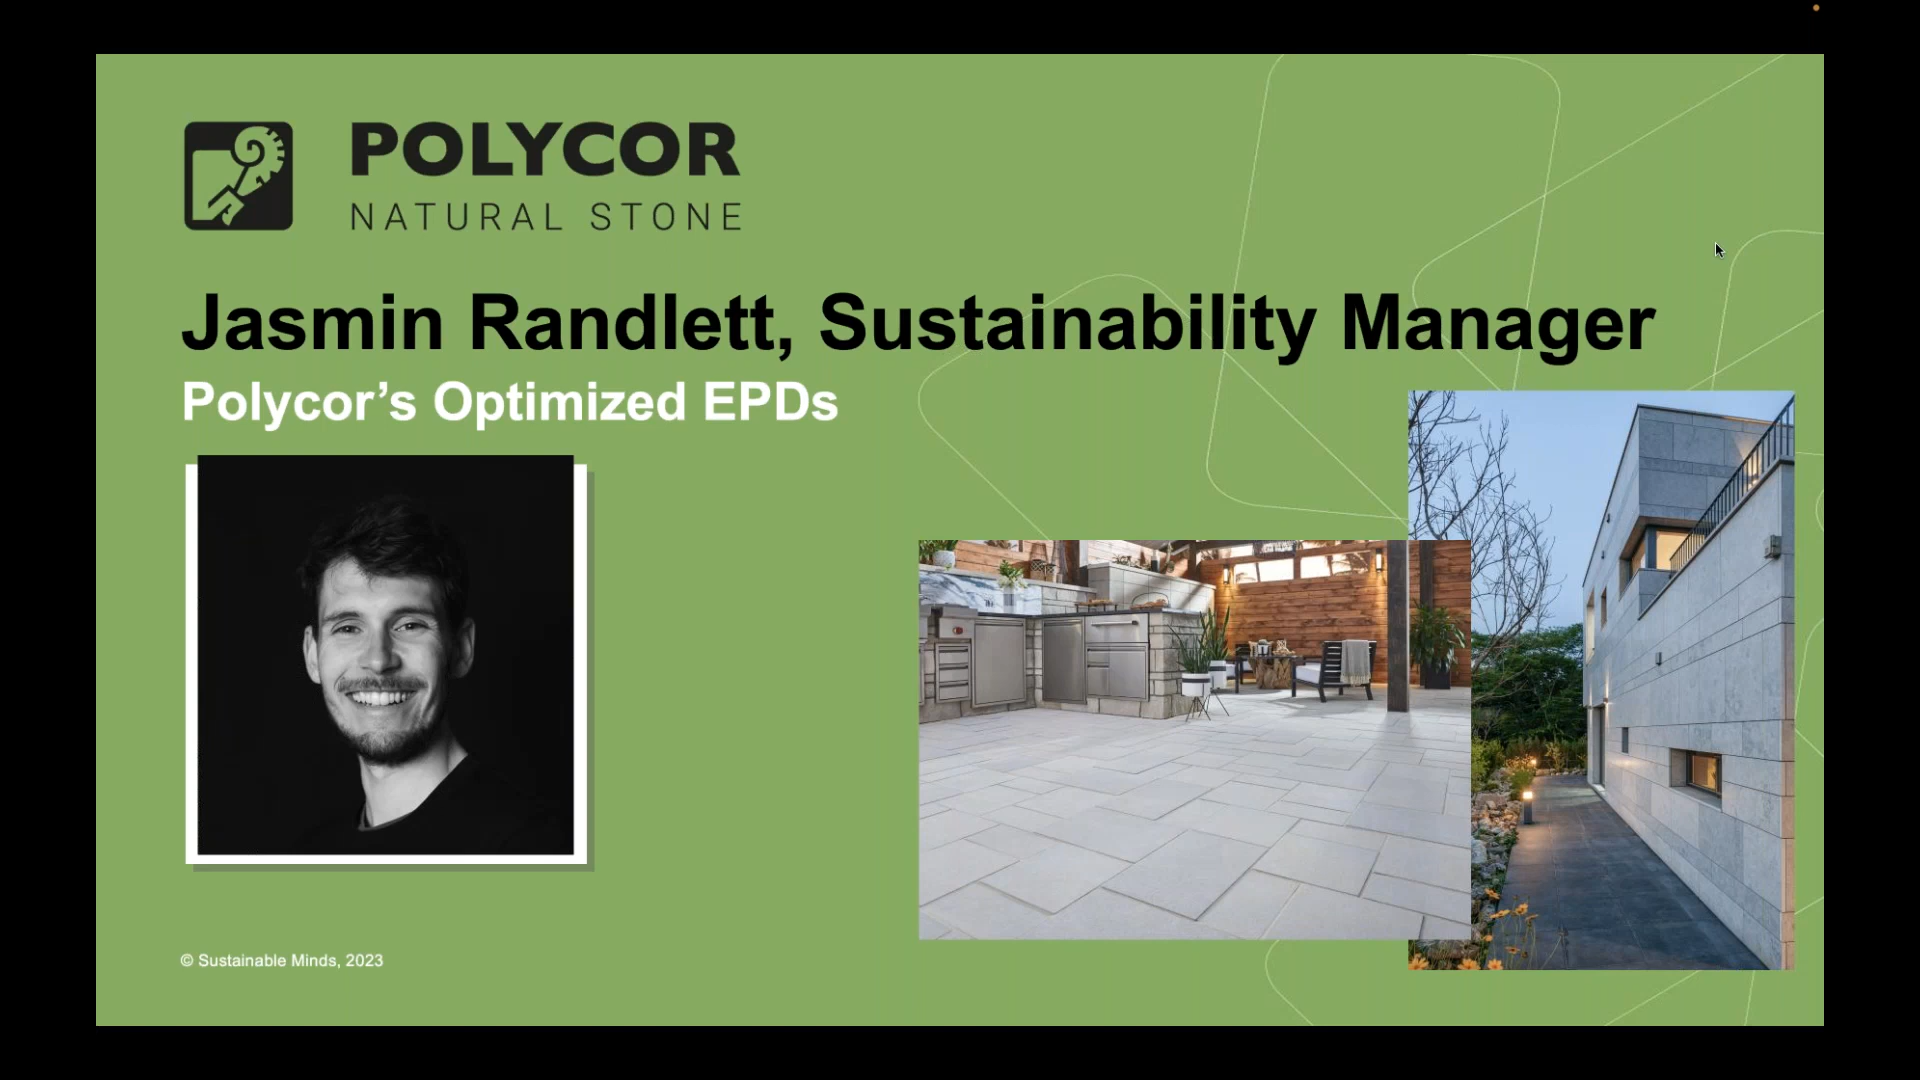 POLYCOR
NATURAL STONE
Jasmin Randlett, Sustainability Manager
Polycor’s Optimized EPDs
© Sustainable Minds, 2023